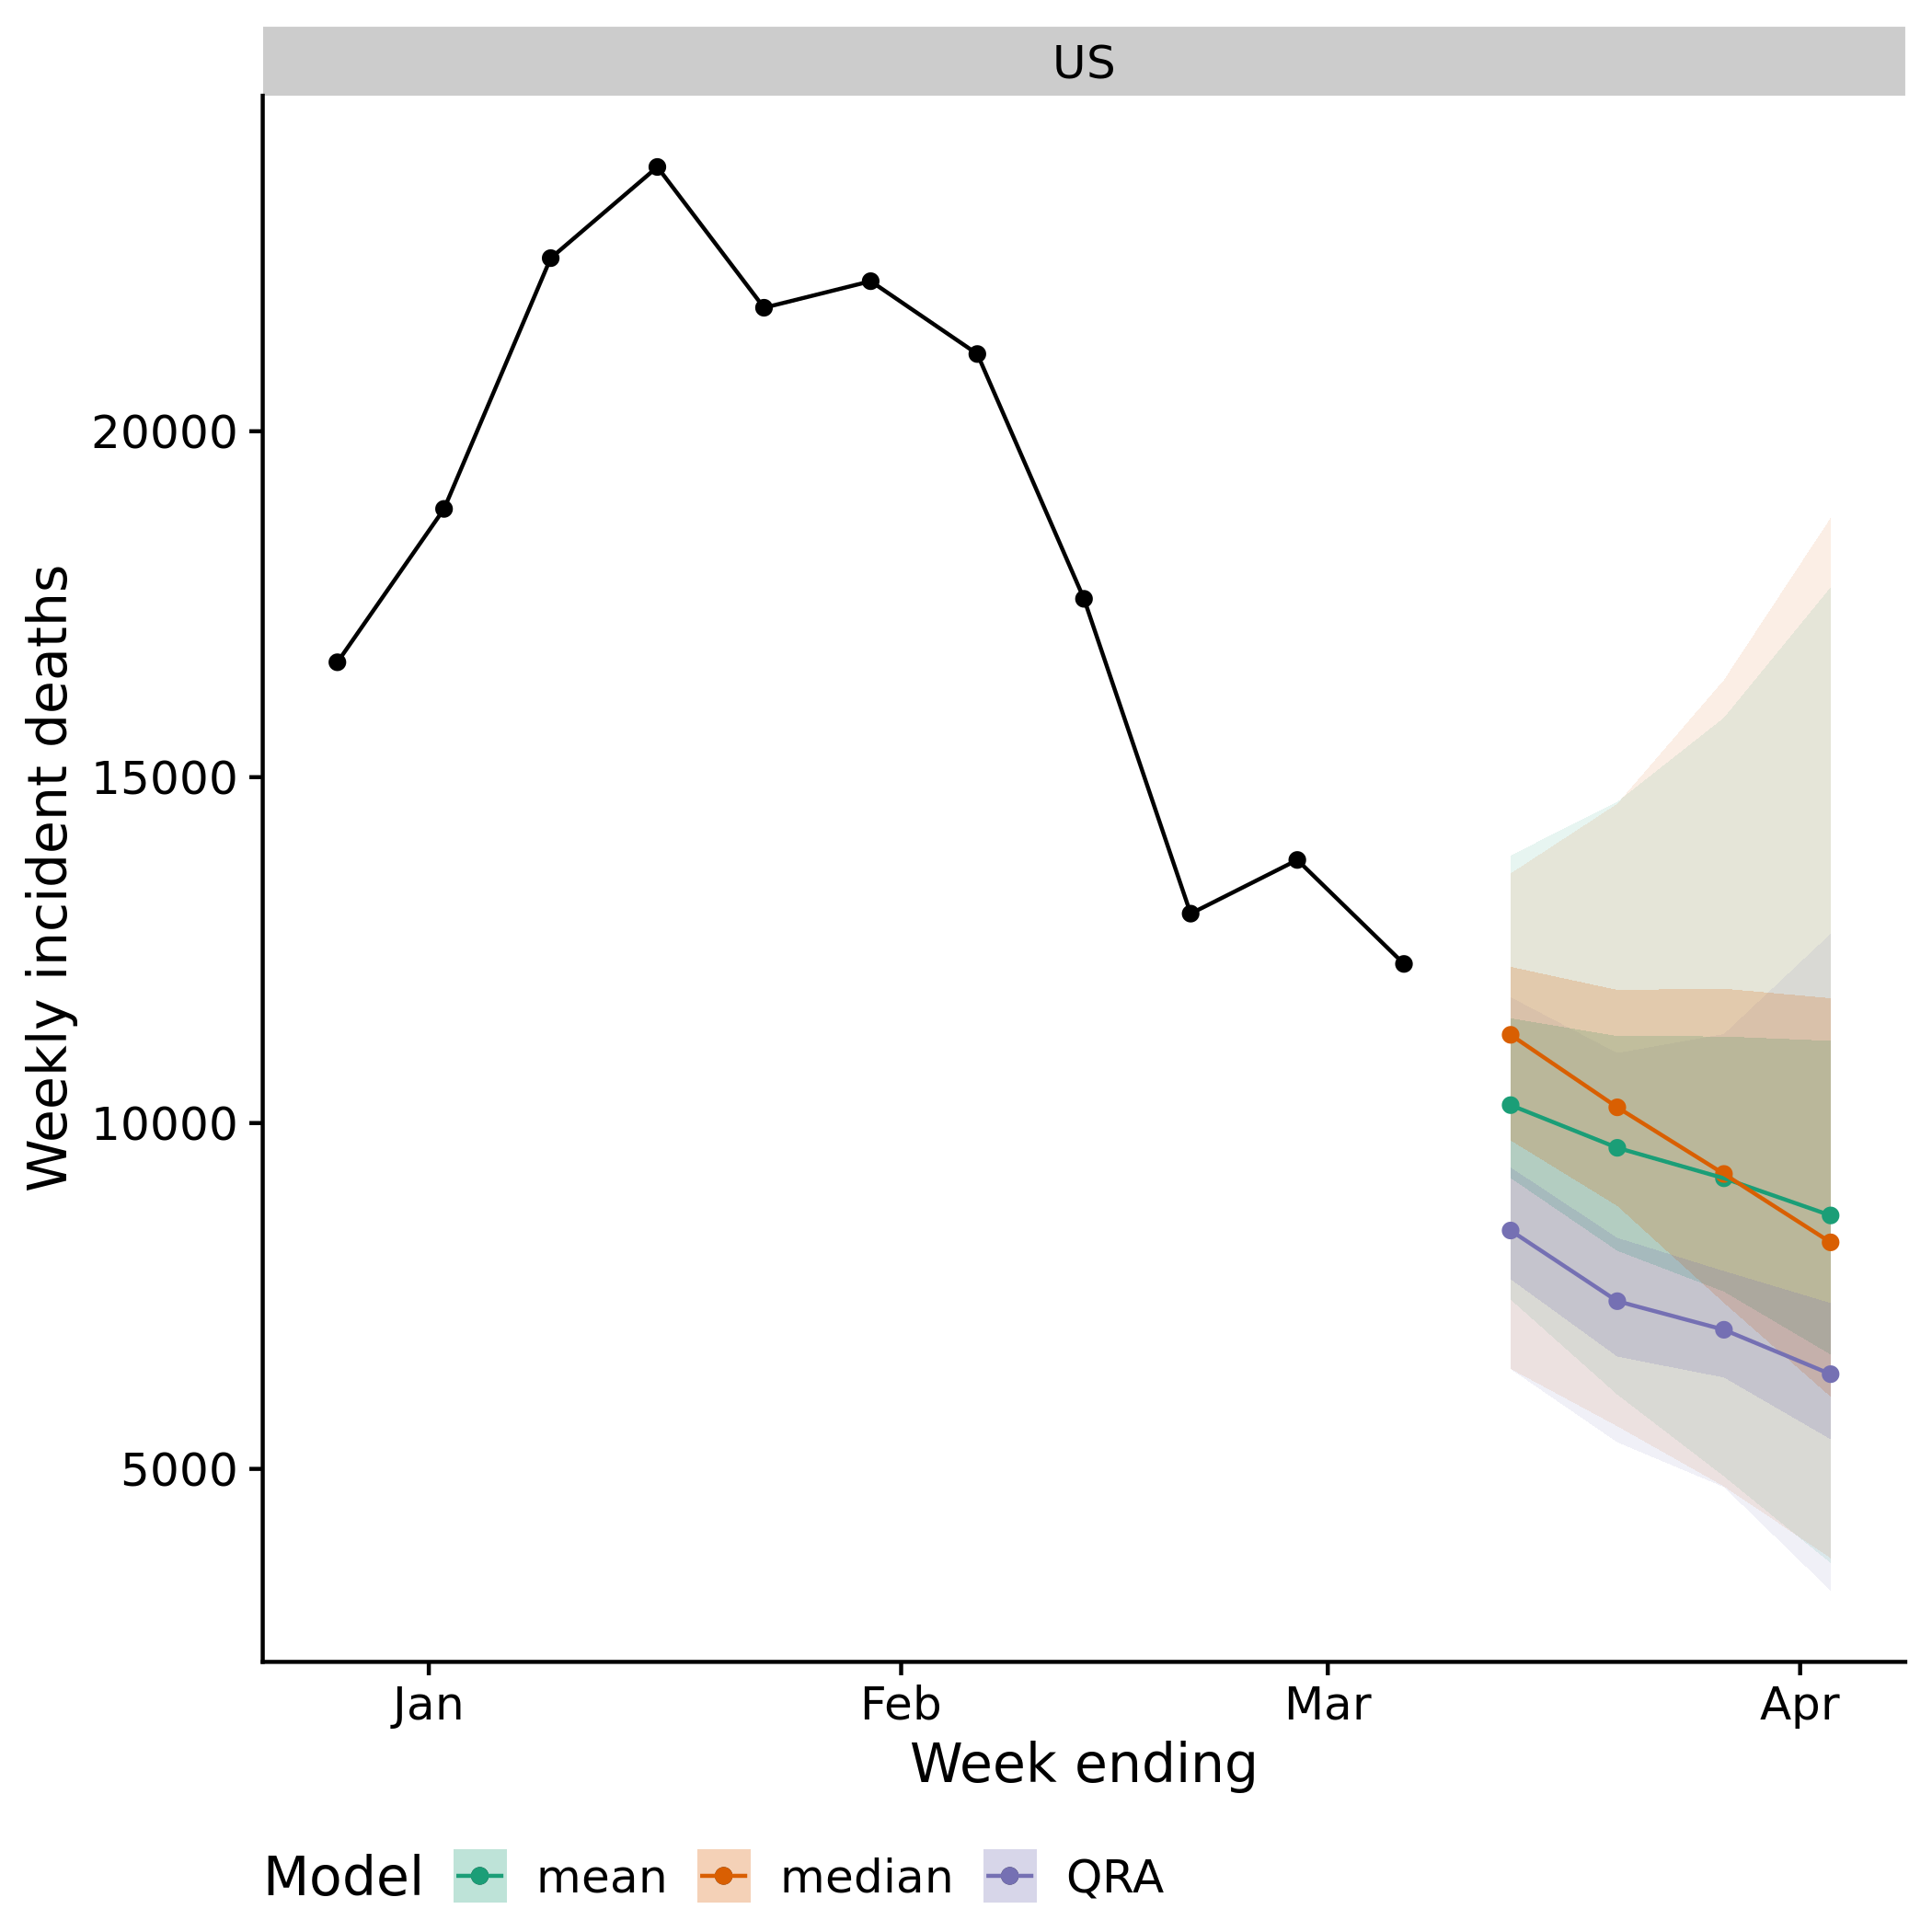 US
Weekly incident deaths
20000
15000
10000
5000
Jan Feb Mar Apr
Week ending
Model mean median QRA